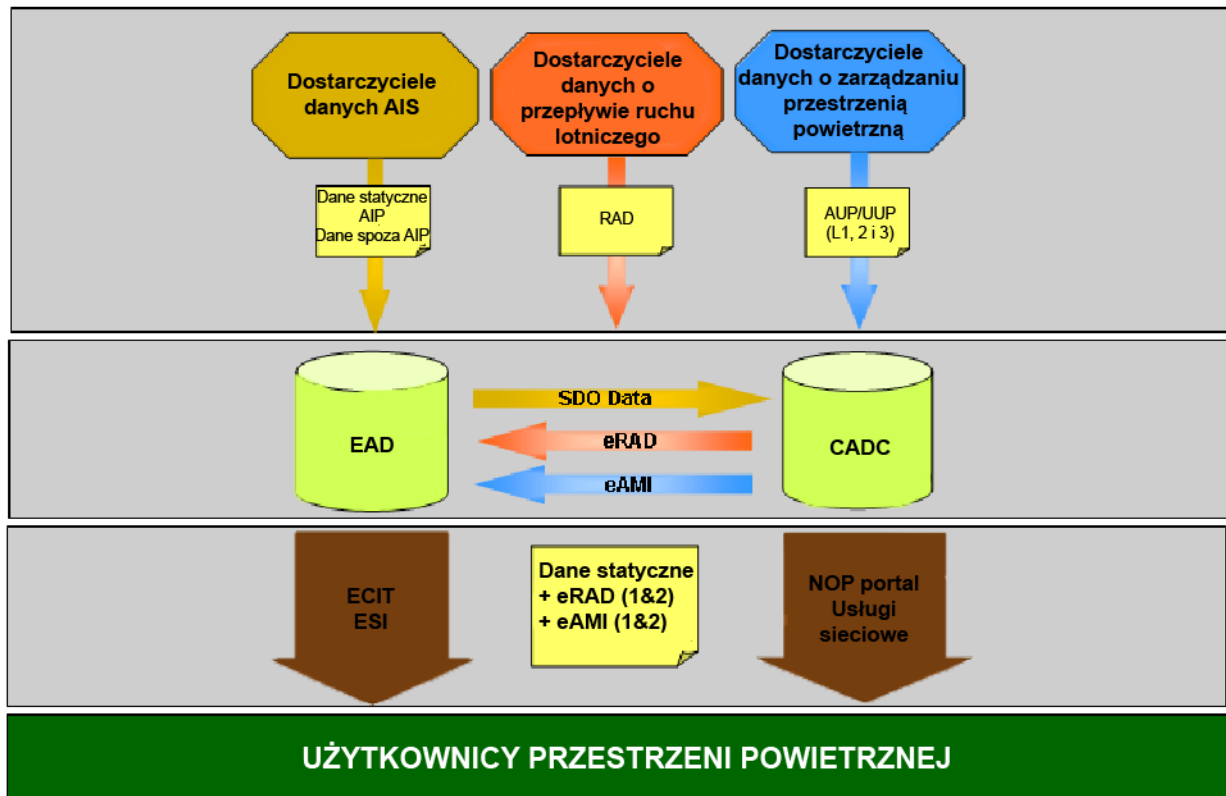 Dostarczyciele
danych AIS
Dostarczyciele
danych o
przepływie ruchu
lotniczego
Dostarczyciele
danych o zarządzaniu
przestrzenią
powietrzną
Dane statyczne
AIP
Dane spoza AIP
RAD
AUP/UUP
(L1, 2 i 3)
EAD
SDO Data
eRAD
eAMI
CADC
ECIT
ESI
Dane statyczne
+ eRAD (1&2)
+ eAMI (1&2)
NOP portal
Usługi
sieciowe
UŻYTKOWNICY PRZESTRZENI POWIETRZNEJ